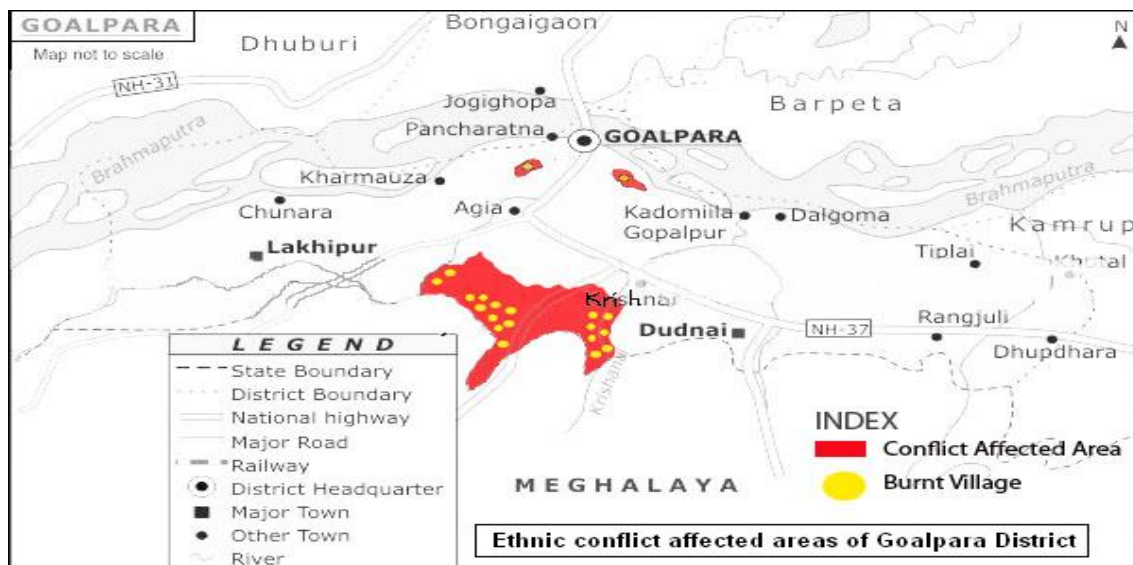 GOALPARA
Map not to scale
Dhuburi
Bongaigaon
N
NH-31
Jogighopa
Barpeta
Pancharatna
GOALPARA
Brahmaputra
Kharmauza
Brahmaputra
Chunara
Agia
Kadomiila
Gopalpur
Dalgoma
Kamrup
Lakhipur
Tiplai
Khutal
Krishnai
Dudnai
NH-37
Rangjuli
Dhupdhara
Krishanai
LEGEND
State Boundary
District Boundary
National highway
Major Road
Railway
District Headquarter
Major Town
Other Town
River
INDEX
Conflict Affected Area
Burnt Village
MEGHALAYA
Ethnic conflict affected areas of Goalpara District